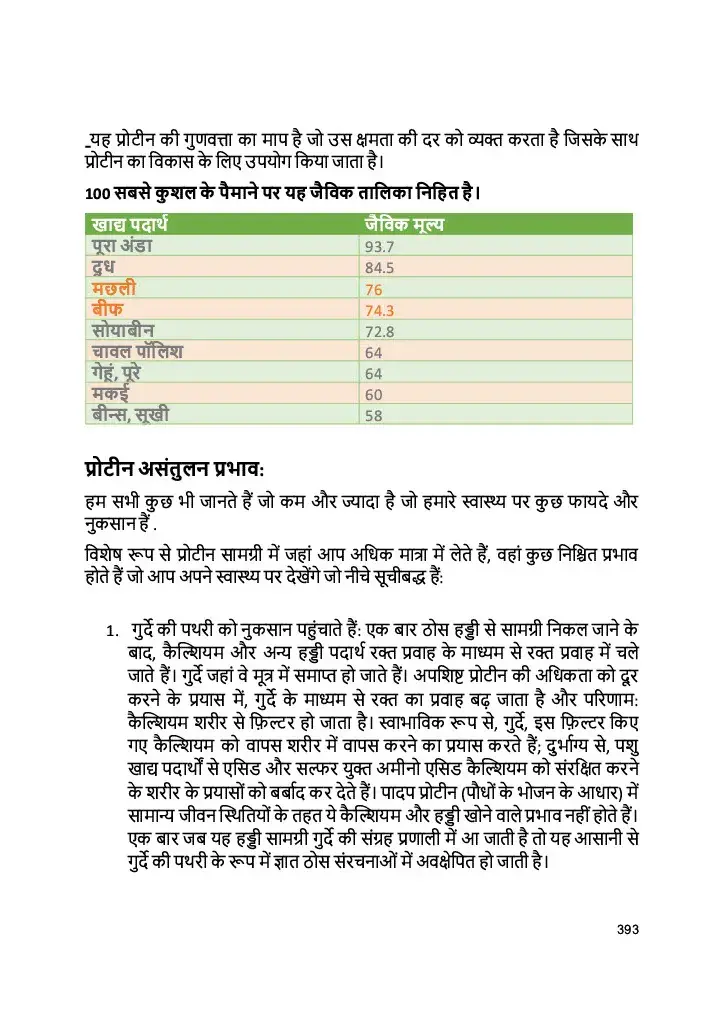 _यह प्रोटीन की गुणवत्ता का माप है जो उस क्षमता की दर को व्यक्त करता है जिसके साथ
प्रोटीन का विकास के लिए उपयोग किया जाता है।
100 सबसे कुशल के पैमाने पर यह जैविक तालिका निहित है।
खाद्य पदार्थ जैविक मूल्य
पूरा अंडा 93.7
दुध 84.5
मछली 76
बीफ 74.3
सोयाबीन 72.8
चावल पॉलिश 64
गेहूं, पूरे 64
मकई 60
बीन्स, सूखी 58
प्रोटीन असंतुलन प्रभाव:
हम सभी कुछ भी जानते हैं जो कम और ज्यादा है जो हमारे स्वास्थ्य पर कुछ फायदे और
नुकसान हैं .
विशेष रूप से प्रोटीन सामग्री में जहां आप अधिक मात्रा में लेते हैं, वहां कुछ निश्चित प्रभाव
होते हैं जो आप अपने स्वास्थ्य पर देखेंगे जो नीचे सूचीबद्ध हैं:
1. गुर्दे की पथरी को नुकसान पहुंचाते हैं: एक बार ठोस हड्डी से सामग्री निकल जाने के
बाद, कैल्शियम और अन्य हड्डी पदार्थ रक्त प्रवाह के माध्यम से रक्त प्रवाह में चले
जाते हैं। गुर्दे जहां वे मूत्र में समाप्त हो जाते हैं। अपशिष्ट प्रोटीन की अधिकता को दूर
करने के प्रयास में, गुर्दे के माध्यम से रक्त का प्रवाह बढ़ जाता है और परिणाम:
कैल्शियम शरीर से फ़िल्टर हो जाता है। स्वाभाविक रूप से, गुर्दे, इस फ़िल्टर किए
गए कैल्शियम को वापस शरीर में वापस करने का प्रयास करते हैं; दुर्भाग्य से, पशु
खाद्य पदार्थों से एसिड और सल्फर युक्त अमीनो एसिड कैल्शियम को संरक्षित करने
के शरीर के प्रयासों को बर्बाद कर देते हैं। पादप प्रोटीन (पौधों के भोजन के आधार) में
सामान्य जीवन स्थितियों के तहत ये कैल्शियम और हड्डी खोने वाले प्रभाव नहीं होते हैं।
एक बार जब यह हड्डी सामग्री गुर्दे की संग्रह प्रणाली में आ जाती है तो यह आसानी से
गुर्दे की पथरी के रूप में ज्ञात ठोस संरचनाओं में अवक्षेपित हो जाती है।
393